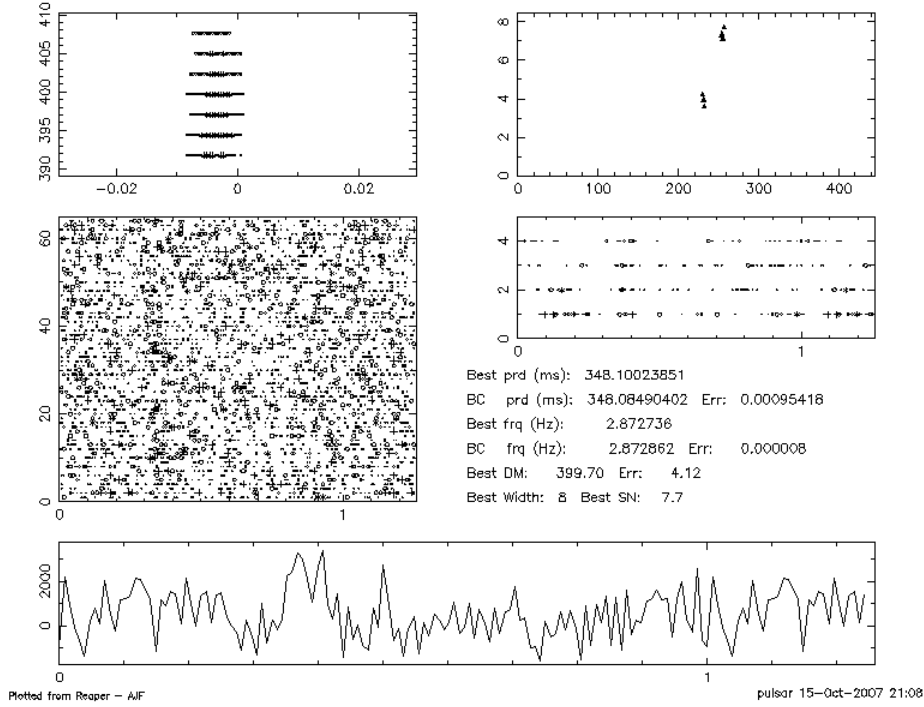 410
405
400
395
390
−0.02 0 0.02
8
6
4
2
0
0 100 200 300 400
60
40
20
0
0 1
4
2
0
0 1
Best prd (ms): 348.10023851
BC prd (ms): 348.08490402 Err: 0.00095418
Best frq (Hz): 2.872736
BC frq (Hz): 2.872862 Err: 0.000008
Best DM: 399.70 Err: 4.12
Best Width: 8 Best SN: 7.7
2000
0
0 1
Plotted from Reaper − AJF
pulsar 15−Oct−2007 21:08